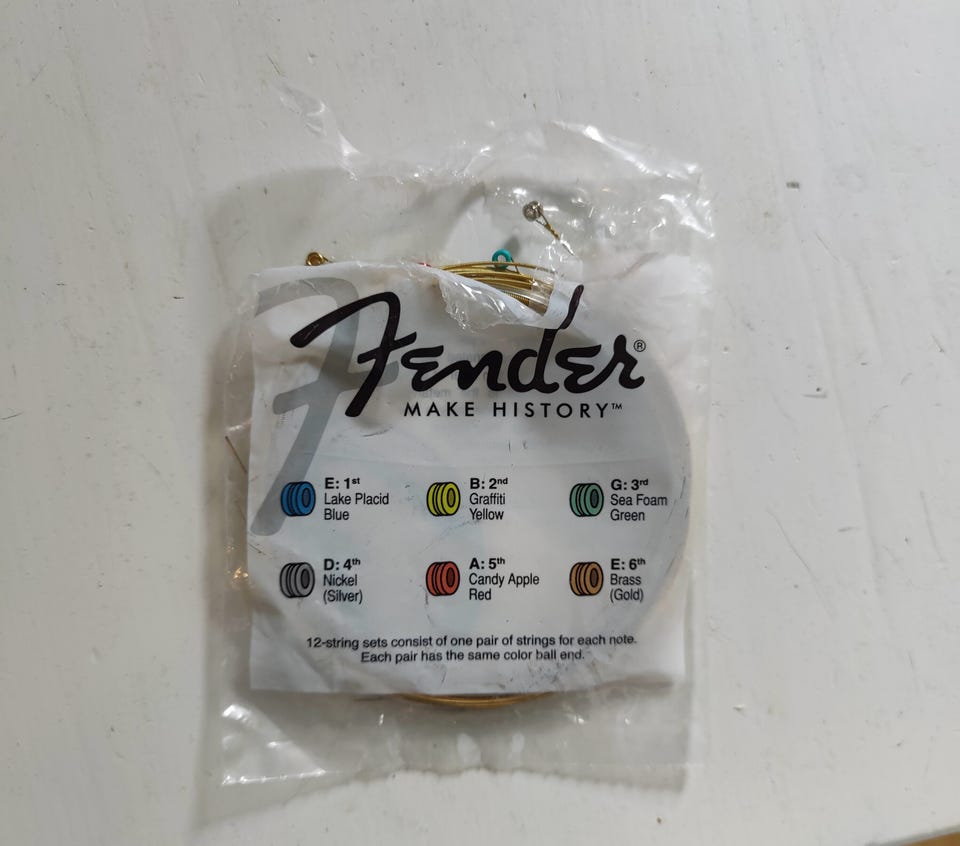 Fender®
MAKE HISTORY™
E: 1st
Lake Placid
Blue
B: 2nd
Graffiti
Yellow
G: 3rd
Sea Foam
Green
D: 4th
Nickel
(Silver)
A: 5th
Candy Apple
Red
E: 6th
Brass
(Gold)
12-string sets consist of one pair of strings for each note.
Each pair has the same color ball end.